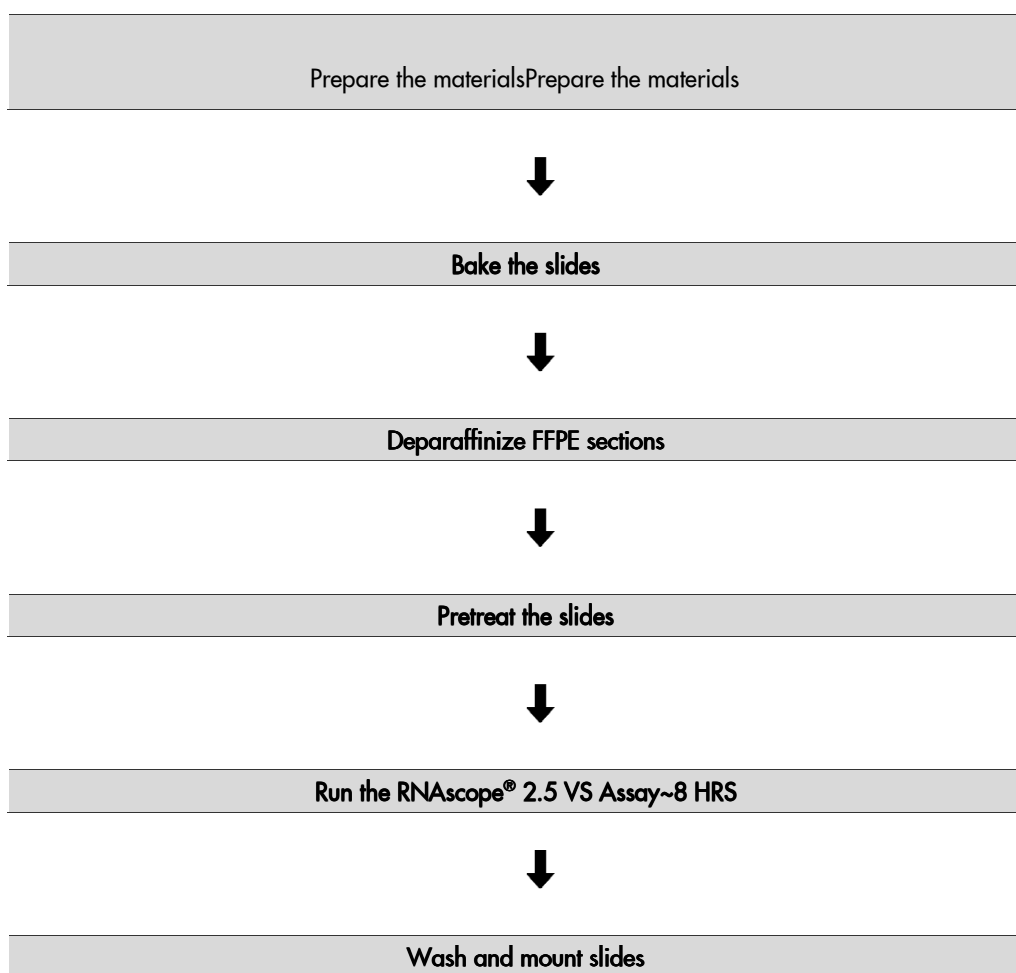 Prepare the materialsPrepare the materials
Bake the slides
Deparaffinize FFPE sections
Pretreat the slides
Run the RNAscope® 2.5 VS Assay~8 HRS
Wash and mount slides